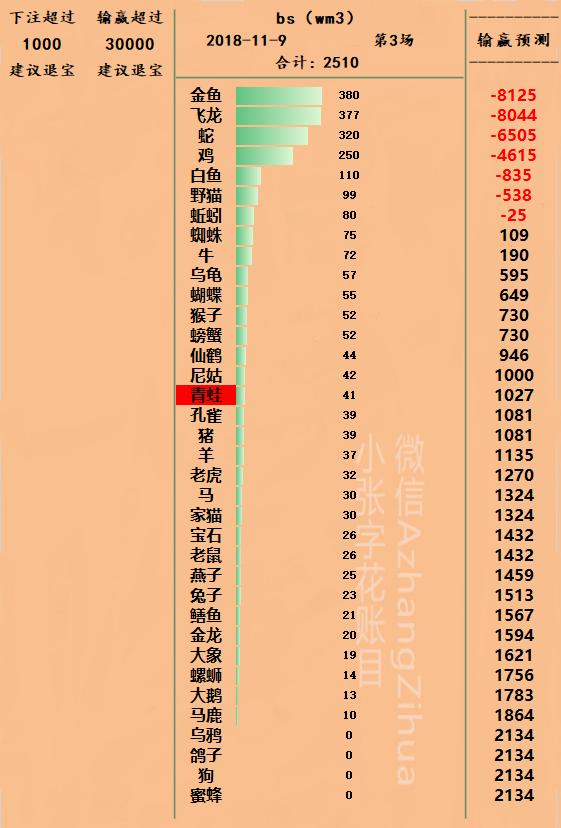 下注超过 输赢超过
1000 30000
建议退宝 建议退宝
bs（wm3）
2018-11-9 第3场
合计：2510
----------
输赢预测
----------
金鱼 380 -8125
飞龙 377 -8044
蛇 320 -6505
鸡 250 -4615
白鱼 110 -835
野猫 99 -538
蚯蚓 80 -25
蜘蛛 75 109
牛 72 190
乌龟 57 595
蝴蝶 55 649
猴子 52 730
螃蟹 52 730
仙鹤 44 946
尼姑 42 1000
青蛙 41 1027
孔雀 39 1081
猪 39 1081
羊 37 1135
老虎 32 1270
马 30 1324
家猫 30 1324
宝石 26 1432
老鼠 26 1432
燕子 25 1459
兔子 23 1513
鳝鱼 21 1567
金龙 20 1594
大象 19 1621
螺蛳 14 1756
大鹅 13 1783
马鹿 10 1864
乌鸦 0 2134
鸽子 0 2134
狗 0 2134
蜜蜂 0 2134
微信AzhangZihua
小张字花账目